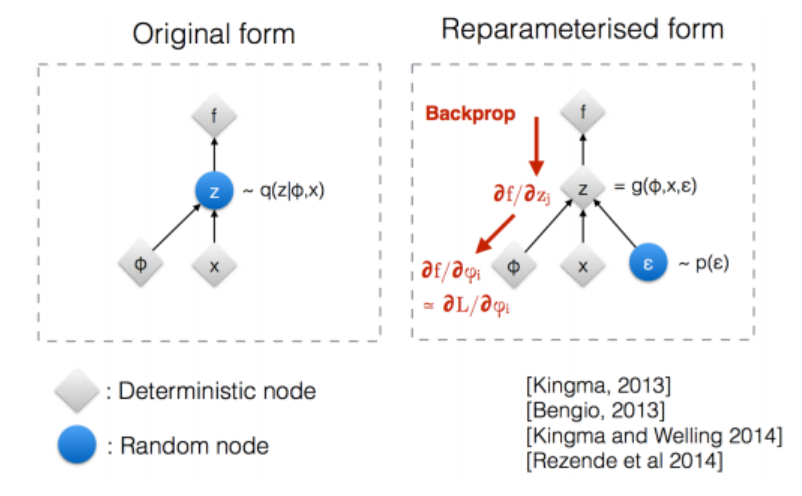 Original form
f
z
~ q(z|ϕ,x)
ϕ
x
Reparameterised form
Backprop
f
∂f/∂zⱼ
z
= g(ϕ,x,ε)
∂f/∂φᵢ
≃ ∂L/∂φᵢ
ϕ
x
ε
~ p(ε)
: Deterministic node
: Random node
[Kingma, 2013]
[Bengio, 2013]
[Kingma and Welling 2014]
[Rezende et al 2014]